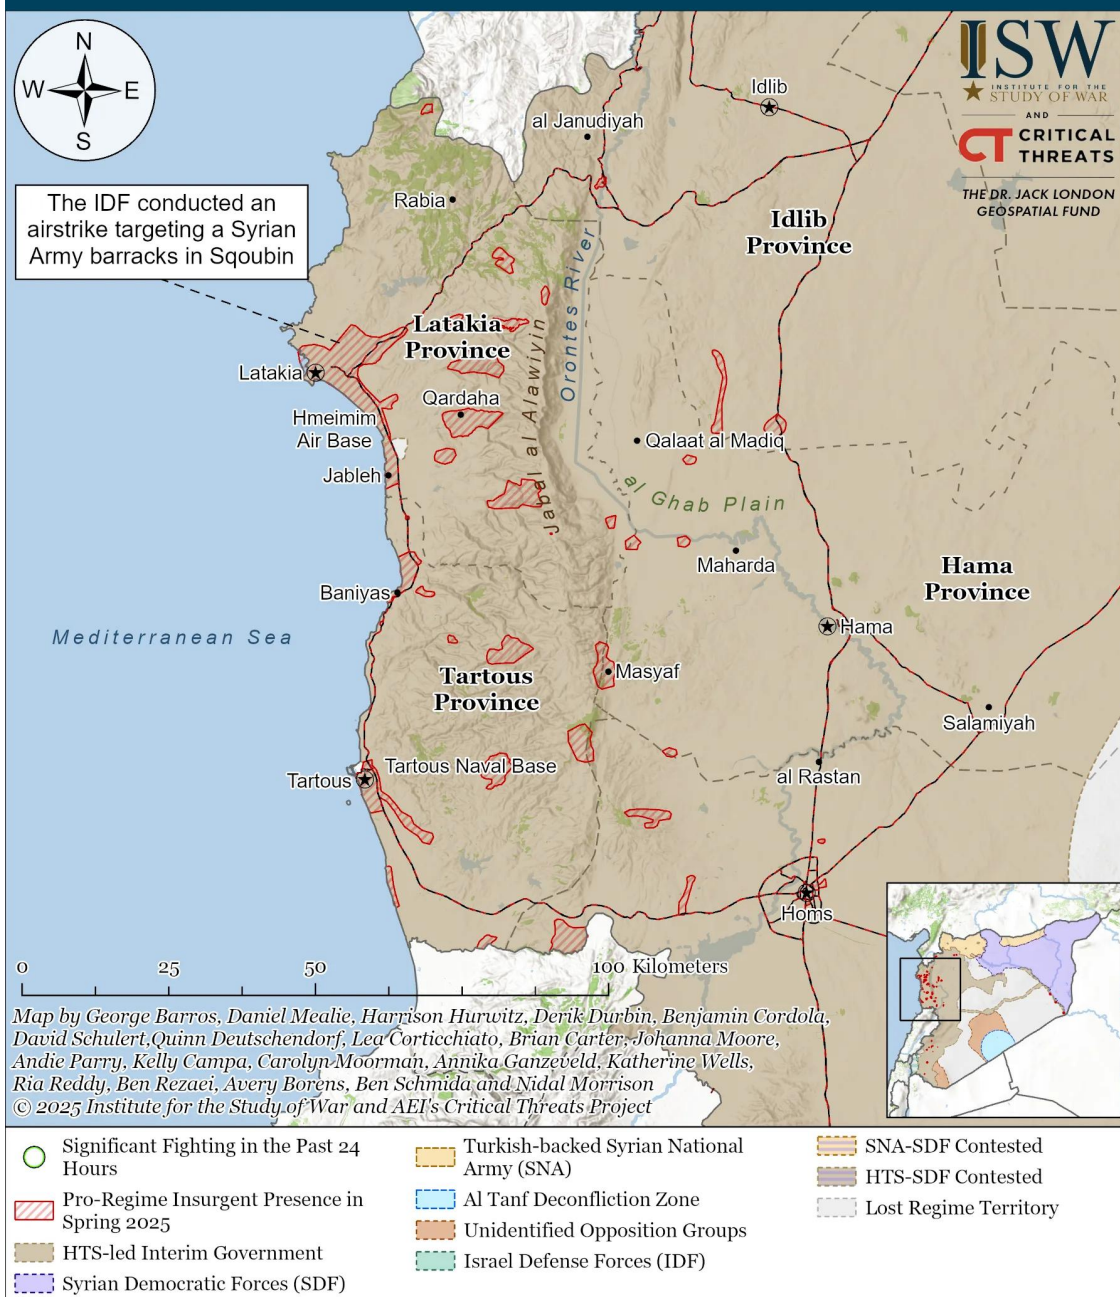 N
W
E
S
ISW
INSTITUTE FOR THE
STUDY OF WAR
AND
CT CRITICAL
THREATS
THE DR. JACK LONDON
GEOSPATIAL FUND
The IDF conducted an
airstrike targeting a Syrian
Army barracks in Sqoubin
Idlib
al Janudiyah
Rabia
Idlib
Province
Orontes River
Latakia
Province
Latakia
Jabal al Alawiyin
Qardaha
Hmeimim
Air Base
Qalaat al Madiq
Jableh
al Ghab Plain
Maharda
Hama
Province
Baniyas
Mediterranean Sea
Hama
Masyaf
Tartous
Province
Salamiyah
Tartous Naval Base
Tartous
al Rastan
Homs
0 25 50 100 Kilometers
Map by George Barros, Daniel Mealie, Harrison Hurwitz, Derik Durbin, Benjamin Cordola,
David Schulert,Quinn Deutschendorf, Lea Corticchiato, Brian Carter, Johanna Moore,
Andie Parry, Kelly Campa, Carolyn Moorman, Annika Ganzeveld, Katherine Wells,
Ria Reddy, Ben Rezaei, Avery Borens, Ben Schmida and Nidal Morrison
© 2025 Institute for the Study of War and AEI's Critical Threats Project
Significant Fighting in the Past 24
Hours
Pro-Regime Insurgent Presence in
Spring 2025
HTS-led Interim Government
Syrian Democratic Forces (SDF)
Turkish-backed Syrian National
Army (SNA)
Al Tanf Deconfliction Zone
Unidentified Opposition Groups
Israel Defense Forces (IDF)
SNA-SDF Contested
HTS-SDF Contested
Lost Regime Territory